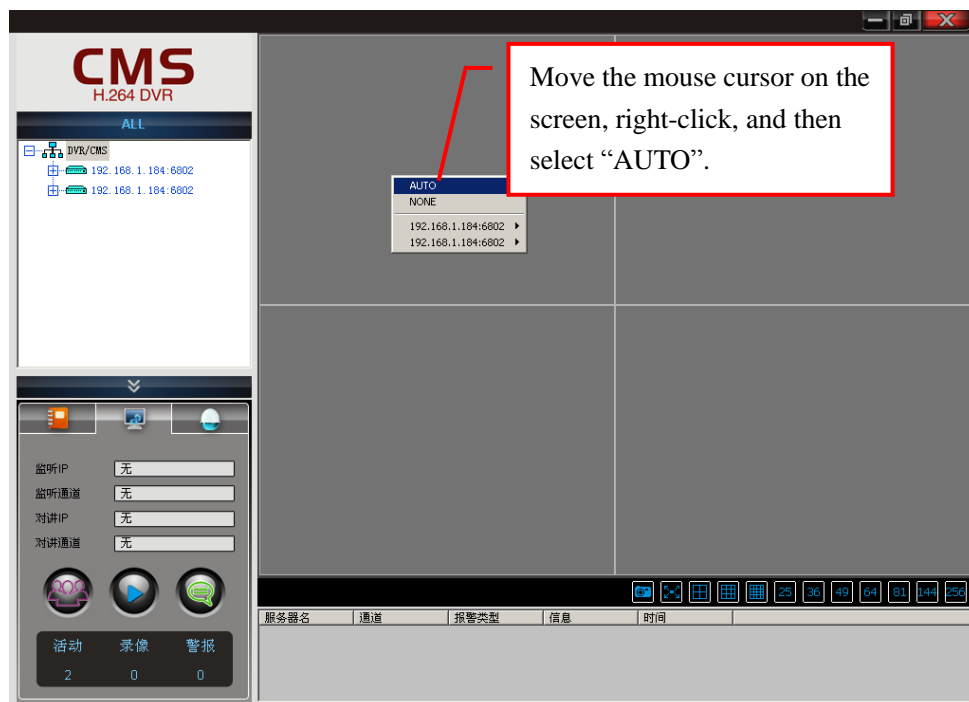 CMS
H.264 DVR
ALL
DVR/CMS
192.168.1.184:6802
192.168.1.184:6802
Move the mouse cursor on the
screen, right-click, and then
select “AUTO”.
AUTO
NONE
192.168.1.184:6802
192.168.1.184:6802
监听IP 无
监听通道 无
对讲IP 无
对讲通道 无
活动 录像 警报
2 0 0
25 36 49 64 81 144 256
服务器名 通道 报警类型 信息 时间